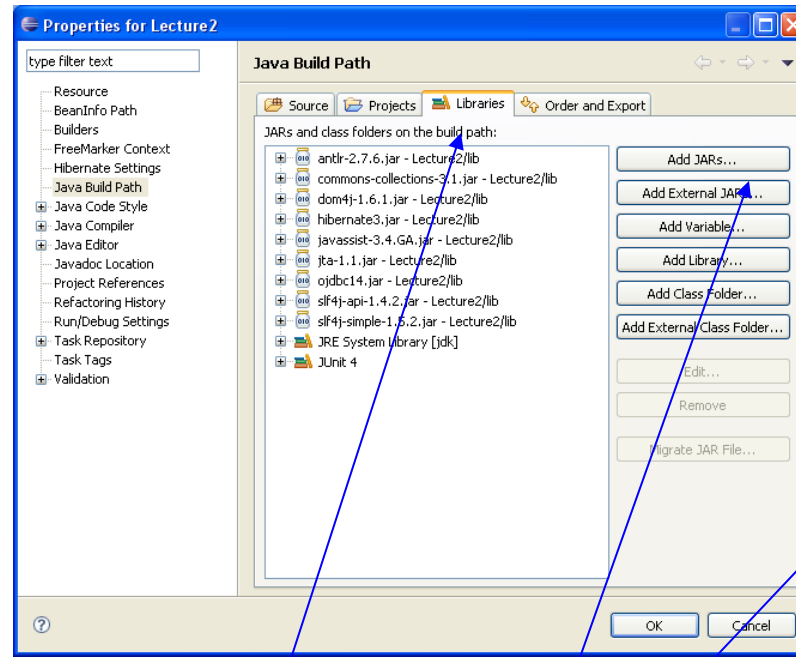 Properties for Lecture2
type filter text
Resource
BeanInfo Path
Builders
FreeMarker Context
Hibernate Settings
Java Build Path
Java Code Style
Java Compiler
Java Editor
Javadoc Location
Project References
Refactoring History
Run/Debug Settings
Task Repository
Task Tags
Validation
Java Build Path
Source Projects Libraries Order and Export
JARs and class folders on the build path:
antlr-2.7.6.jar - Lecture2/lib
commons-collections-3.1.jar - Lecture2/lib
dom4j-1.6.1.jar - Lecture2/lib
hibernate3.jar - Lecture2/lib
javassist-3.4.GA.jar - Lecture2/lib
jta-1.1.jar - Lecture2/lib
ojdbc14.jar - Lecture2/lib
slf4j-api-1.4.2.jar - Lecture2/lib
slf4j-simple-1.5.2.jar - Lecture2/lib
JRE System Library [jdk]
JUnit 4
Add JARs...
Add External JARs...
Add Variable...
Add Library...
Add Class Folder...
Add External Class Folder...
Edit...
Remove
Migrate JAR File...
OK Cancel